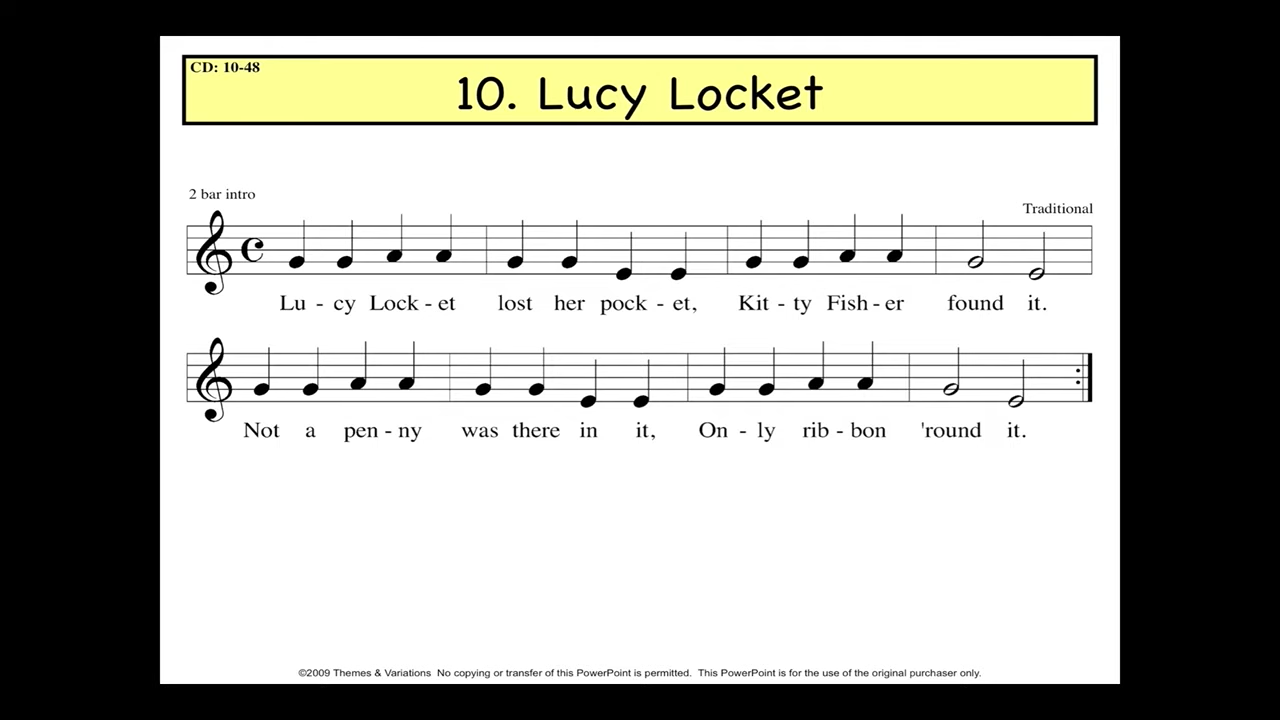 CD: 10-48
10. Lucy Locket
2 bar intro
Traditional
Lu - cy Lock - et lost her pock - et, Kit - ty Fish - er found it.
Not a pen - ny was there in it, On - ly rib - bon 'round it.
©2009 Themes & Variations No copying or transfer of this PowerPoint is permitted. This PowerPoint is for the use of the original purchaser only.